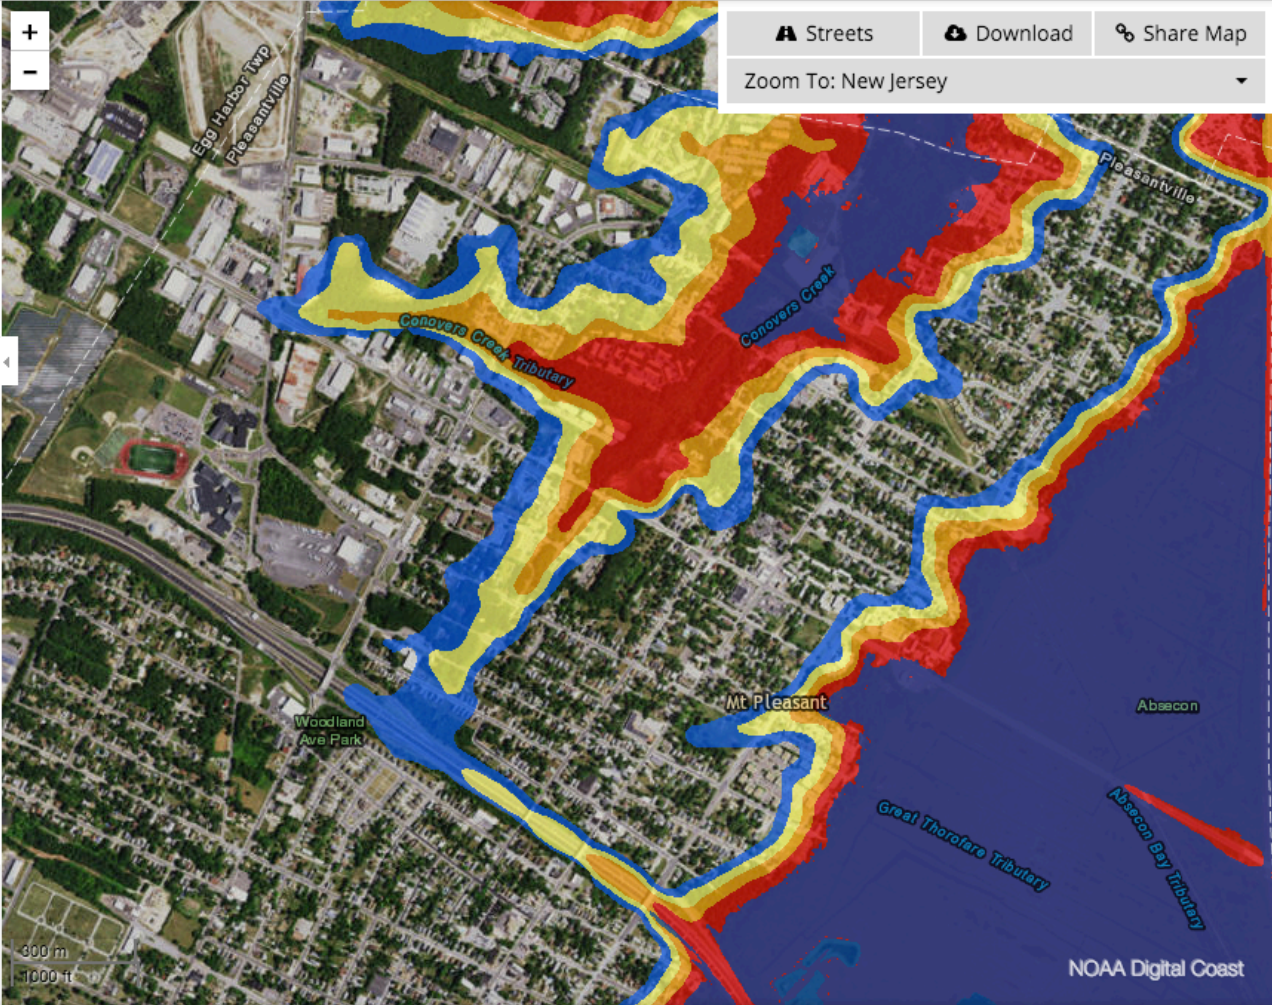 +
−
Streets
Download
Share Map
Zoom To: New Jersey
Egg Harbor Twp
Pleasantville
Pleasantville
Conovers Creek
Conovers Creek Tributary
Mt Pleasant
Woodland
Ave Park
Absecon
Great Thorofare Tributary
Absecon Bay Tributary
300 m
1000 ft
NOAA Digital Coast